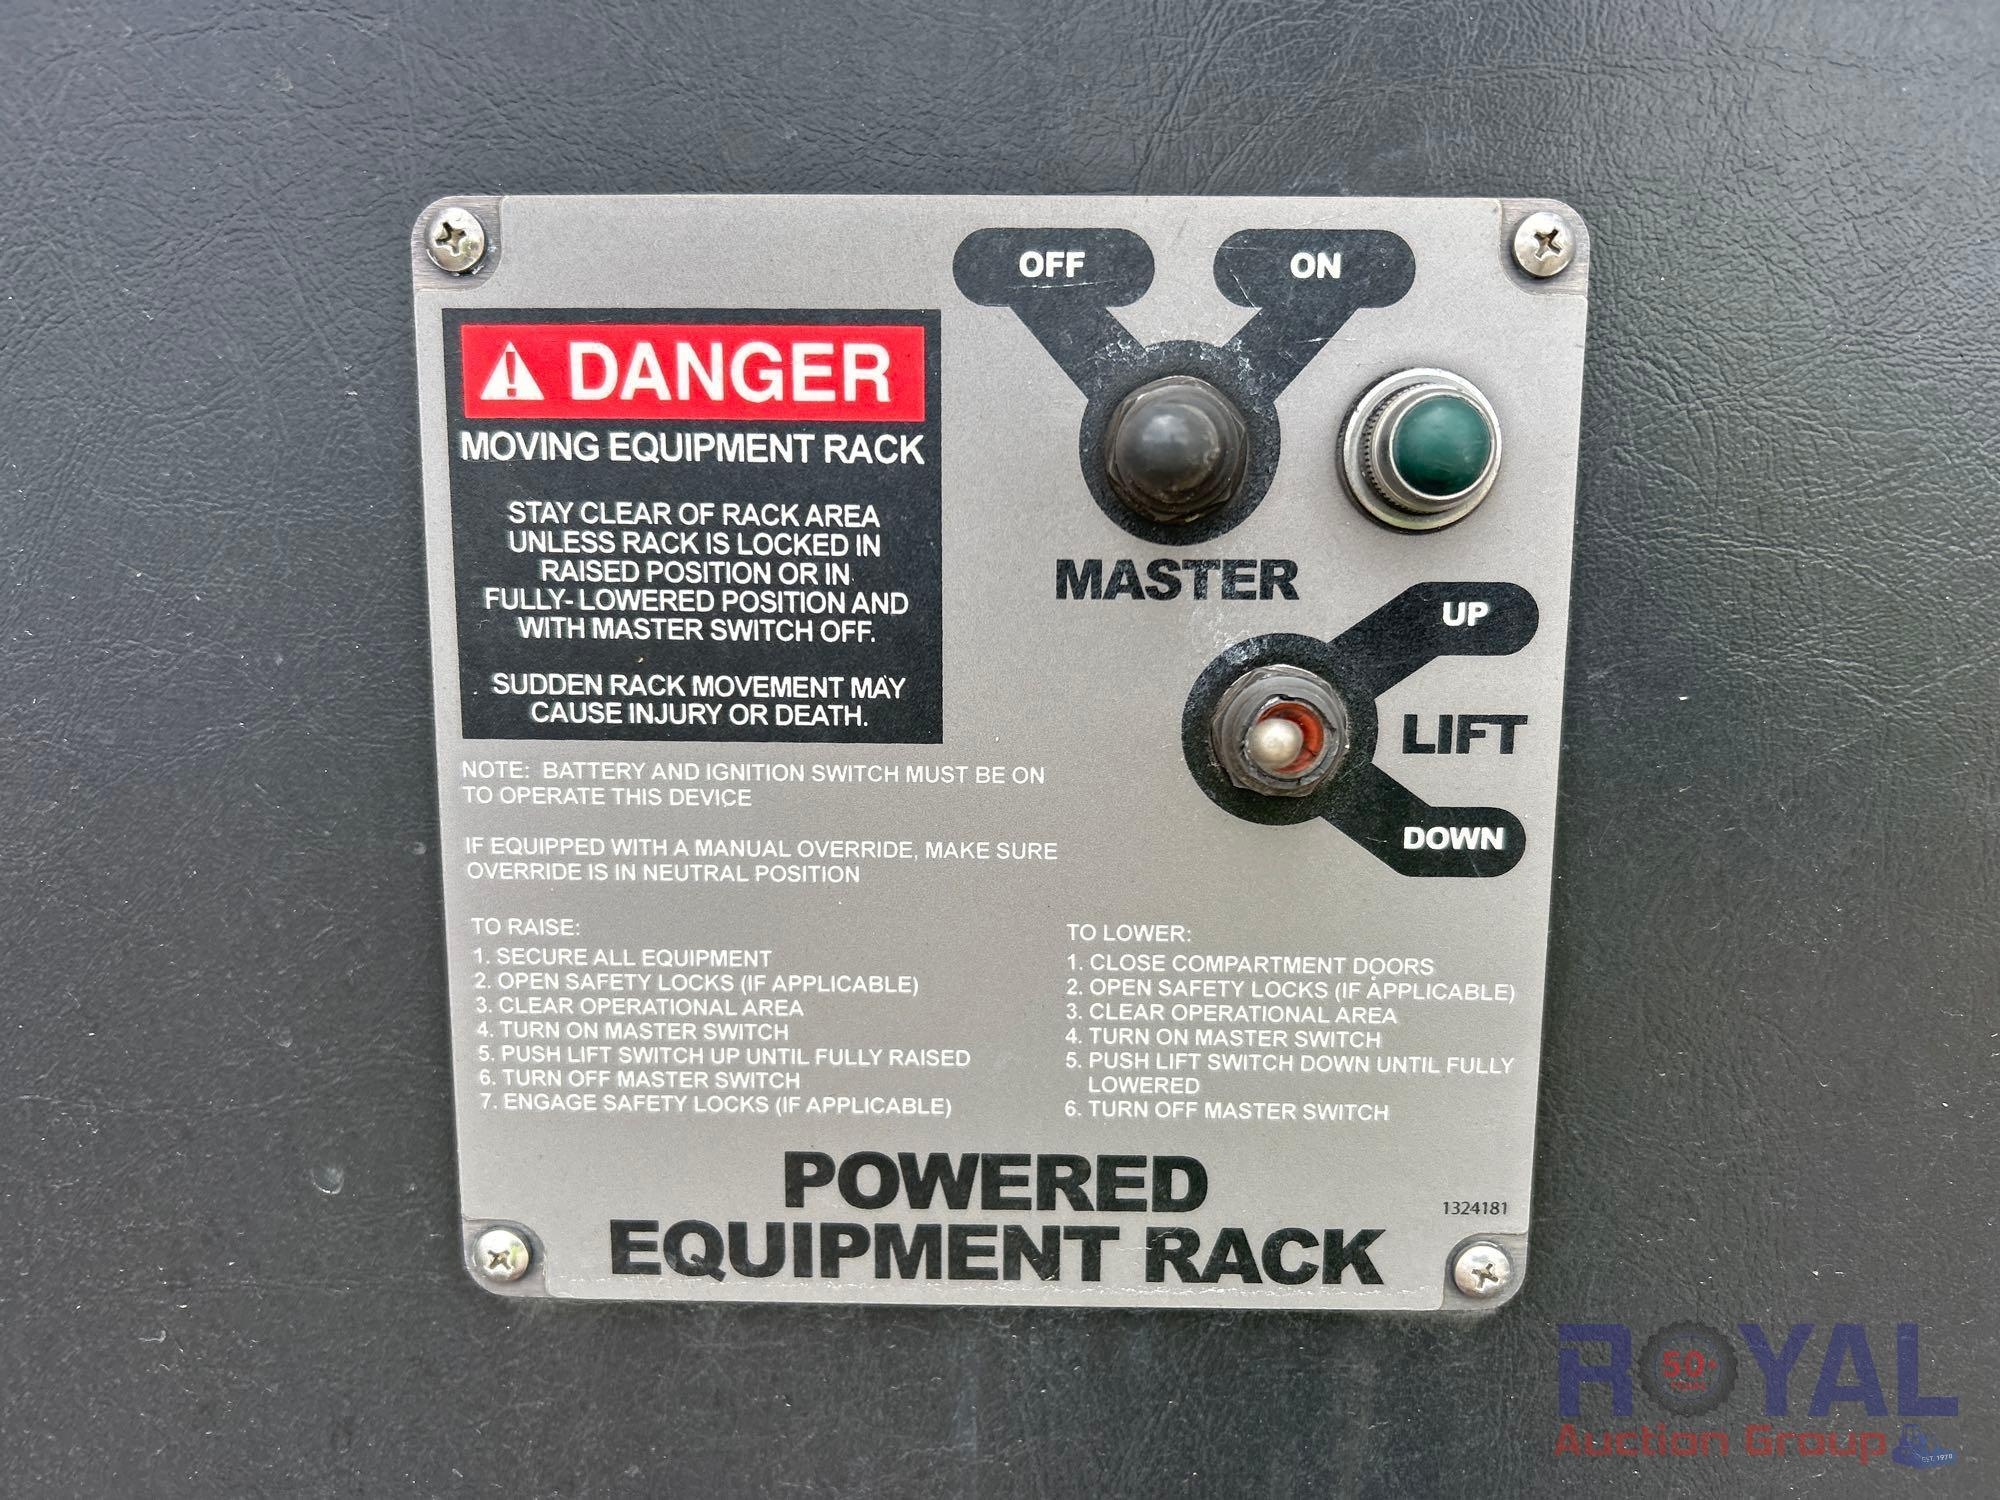 OFF
ON
DANGER
MOVING EQUIPMENT RACK
STAY CLEAR OF RACK AREA
UNLESS RACK IS LOCKED IN
RAISED POSITION OR IN
FULLY-LOWERED POSITION AND
WITH MASTER SWITCH OFF.
SUDDEN RACK MOVEMENT MAY
CAUSE INJURY OR DEATH.
MASTER
UP
LIFT
DOWN
NOTE: BATTERY AND IGNITION SWITCH MUST BE ON
TO OPERATE THIS DEVICE
IF EQUIPPED WITH A MANUAL OVERRIDE, MAKE SURE
OVERRIDE IS IN NEUTRAL POSITION
TO RAISE:
1. SECURE ALL EQUIPMENT
2. OPEN SAFETY LOCKS (IF APPLICABLE)
3. CLEAR OPERATIONAL AREA
4. TURN ON MASTER SWITCH
5. PUSH LIFT SWITCH UP UNTIL FULLY RAISED
6. TURN OFF MASTER SWITCH
7. ENGAGE SAFETY LOCKS (IF APPLICABLE)
TO LOWER:
1. CLOSE COMPARTMENT DOORS
2. OPEN SAFETY LOCKS (IF APPLICABLE)
3. CLEAR OPERATIONAL AREA
4. TURN ON MASTER SWITCH
5. PUSH LIFT SWITCH DOWN UNTIL FULLY
LOWERED
6. TURN OFF MASTER SWITCH
POWERED
EQUIPMENT RACK
1324181
ROYAL
50+
Auction Group
EST. 1970